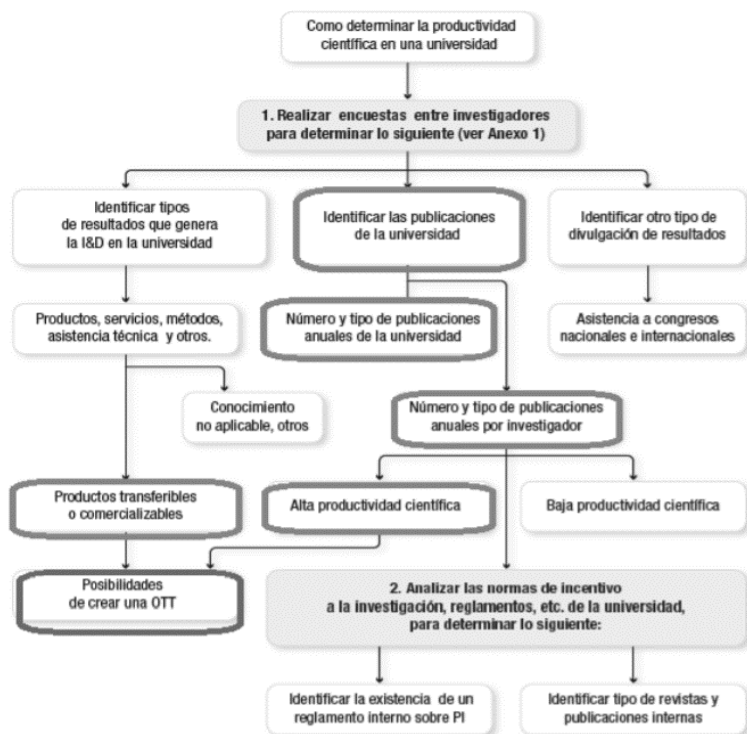 Como determinar la productividad
científica en una universidad
1. Realizar encuestas entre investigadores
para determinar lo siguiente (ver Anexo 1)
Identificar tipos
de resultados que genera
la I&D en la universidad
Identificar las publicaciones
de la universidad
Identificar otro tipo de
divulgación de resultados
Productos, servicios, métodos,
asistencia técnica y otros.
Número y tipo de publicaciones
anuales de la universidad
Asistencia a congresos
nacionales e internacionales
Conocimiento
no aplicable, otros
Número y tipo de publicaciones
anuales por investigador
Productos transferibles
o comercializables
Alta productividad científica
Baja productividad científica
Posibilidades
de crear una OTT
2. Analizar las normas de incentivo
a la investigación, reglamentos, etc. de la universidad,
para determinar lo siguiente:
Identificar la existencia de un
reglamento interno sobre PI
Identificar tipo de revistas y
publicaciones internas